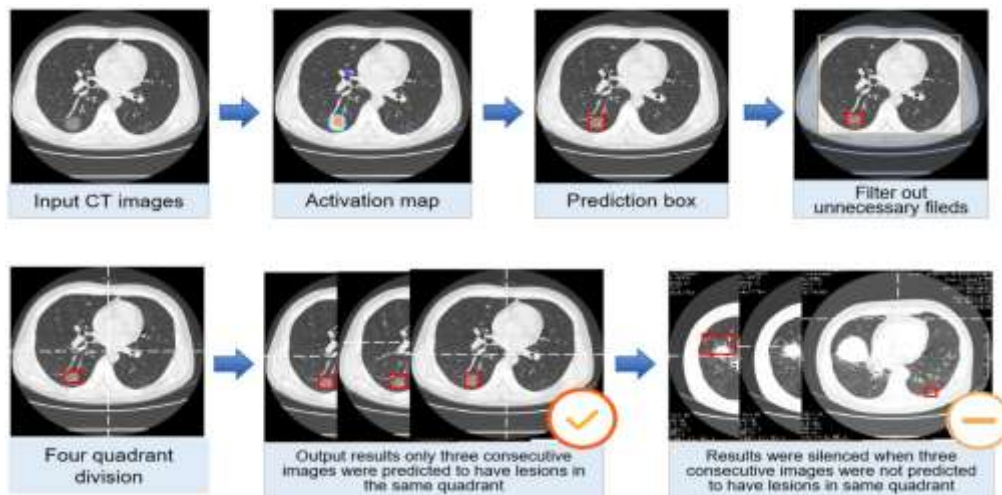 Input CT images
Activation map
Prediction box
Filter out
unnecessary fileds
Four quadrant
division
Output results only three consecutive
images were predicted to have lesions in
the same quadrant
Results were silenced when three
consecutive images were not predicted
to have lesions in same quadrant